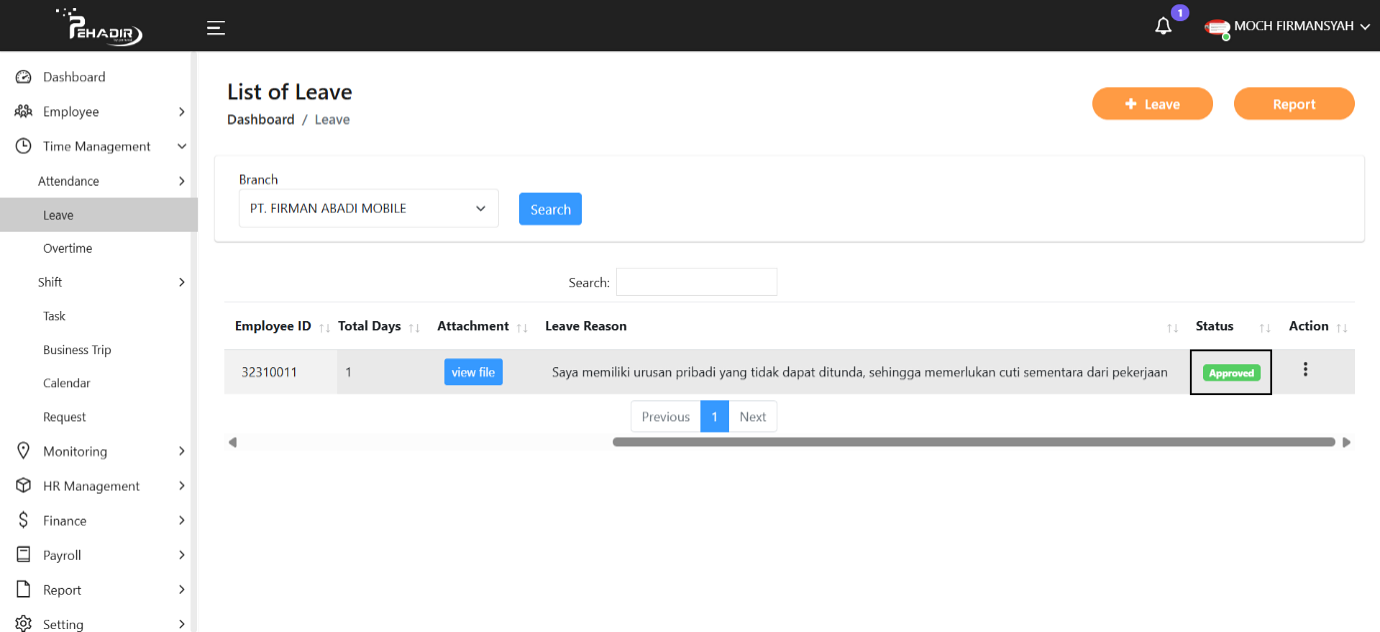 PEHADIR
1
MOCH FIRMANSYAH
Dashboard
Employee
Time Management
Attendance
Leave
Overtime
Shift
Task
Business Trip
Calendar
Request
Monitoring
HR Management
Finance
Payroll
Report
Setting
List of Leave
Dashboard / Leave
+ Leave
Report
Branch
PT. FIRMAN ABADI MOBILE
Search
Search:
Employee ID Total Days Attachment Leave Reason Status Action
32310011 1 view file Saya memiliki urusan pribadi yang tidak dapat ditunda, sehingga memerlukan cuti sementara dari pekerjaan Approved
Previous 1 Next